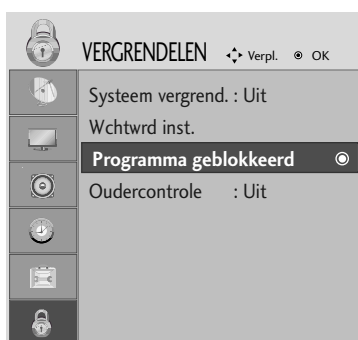 VERGRENDELEN Verpl. OK
Systeem vergrend. : Uit
Wchtwrd inst.
Programma geblokkeerd
Oudercontrole : Uit